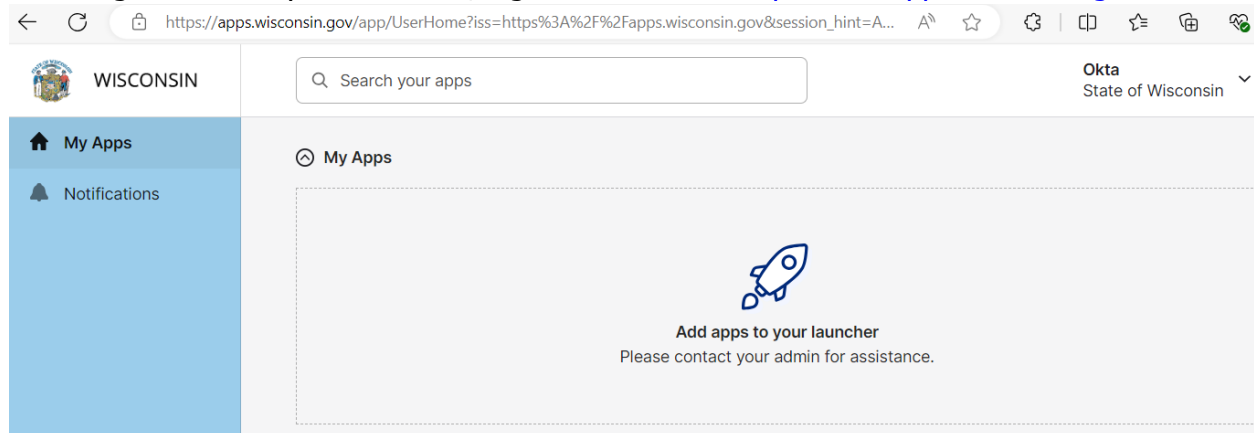 https://apps.wisconsin.gov/app/UserHome?iss=https%3A%2F%2Fapps.wisconsin.gov&session_hint=A...
WISCONSIN
Search your apps
Okta
State of Wisconsin
My Apps
Notifications
My Apps
Add apps to your launcher
Please contact your admin for assistance.